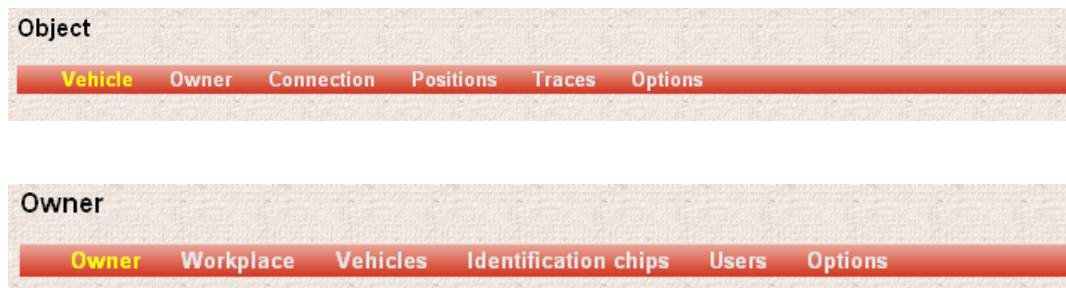 Object
Vehicle Owner Connection Positions Traces Options
Owner
Owner Workplace Vehicles Identification chips Users Options